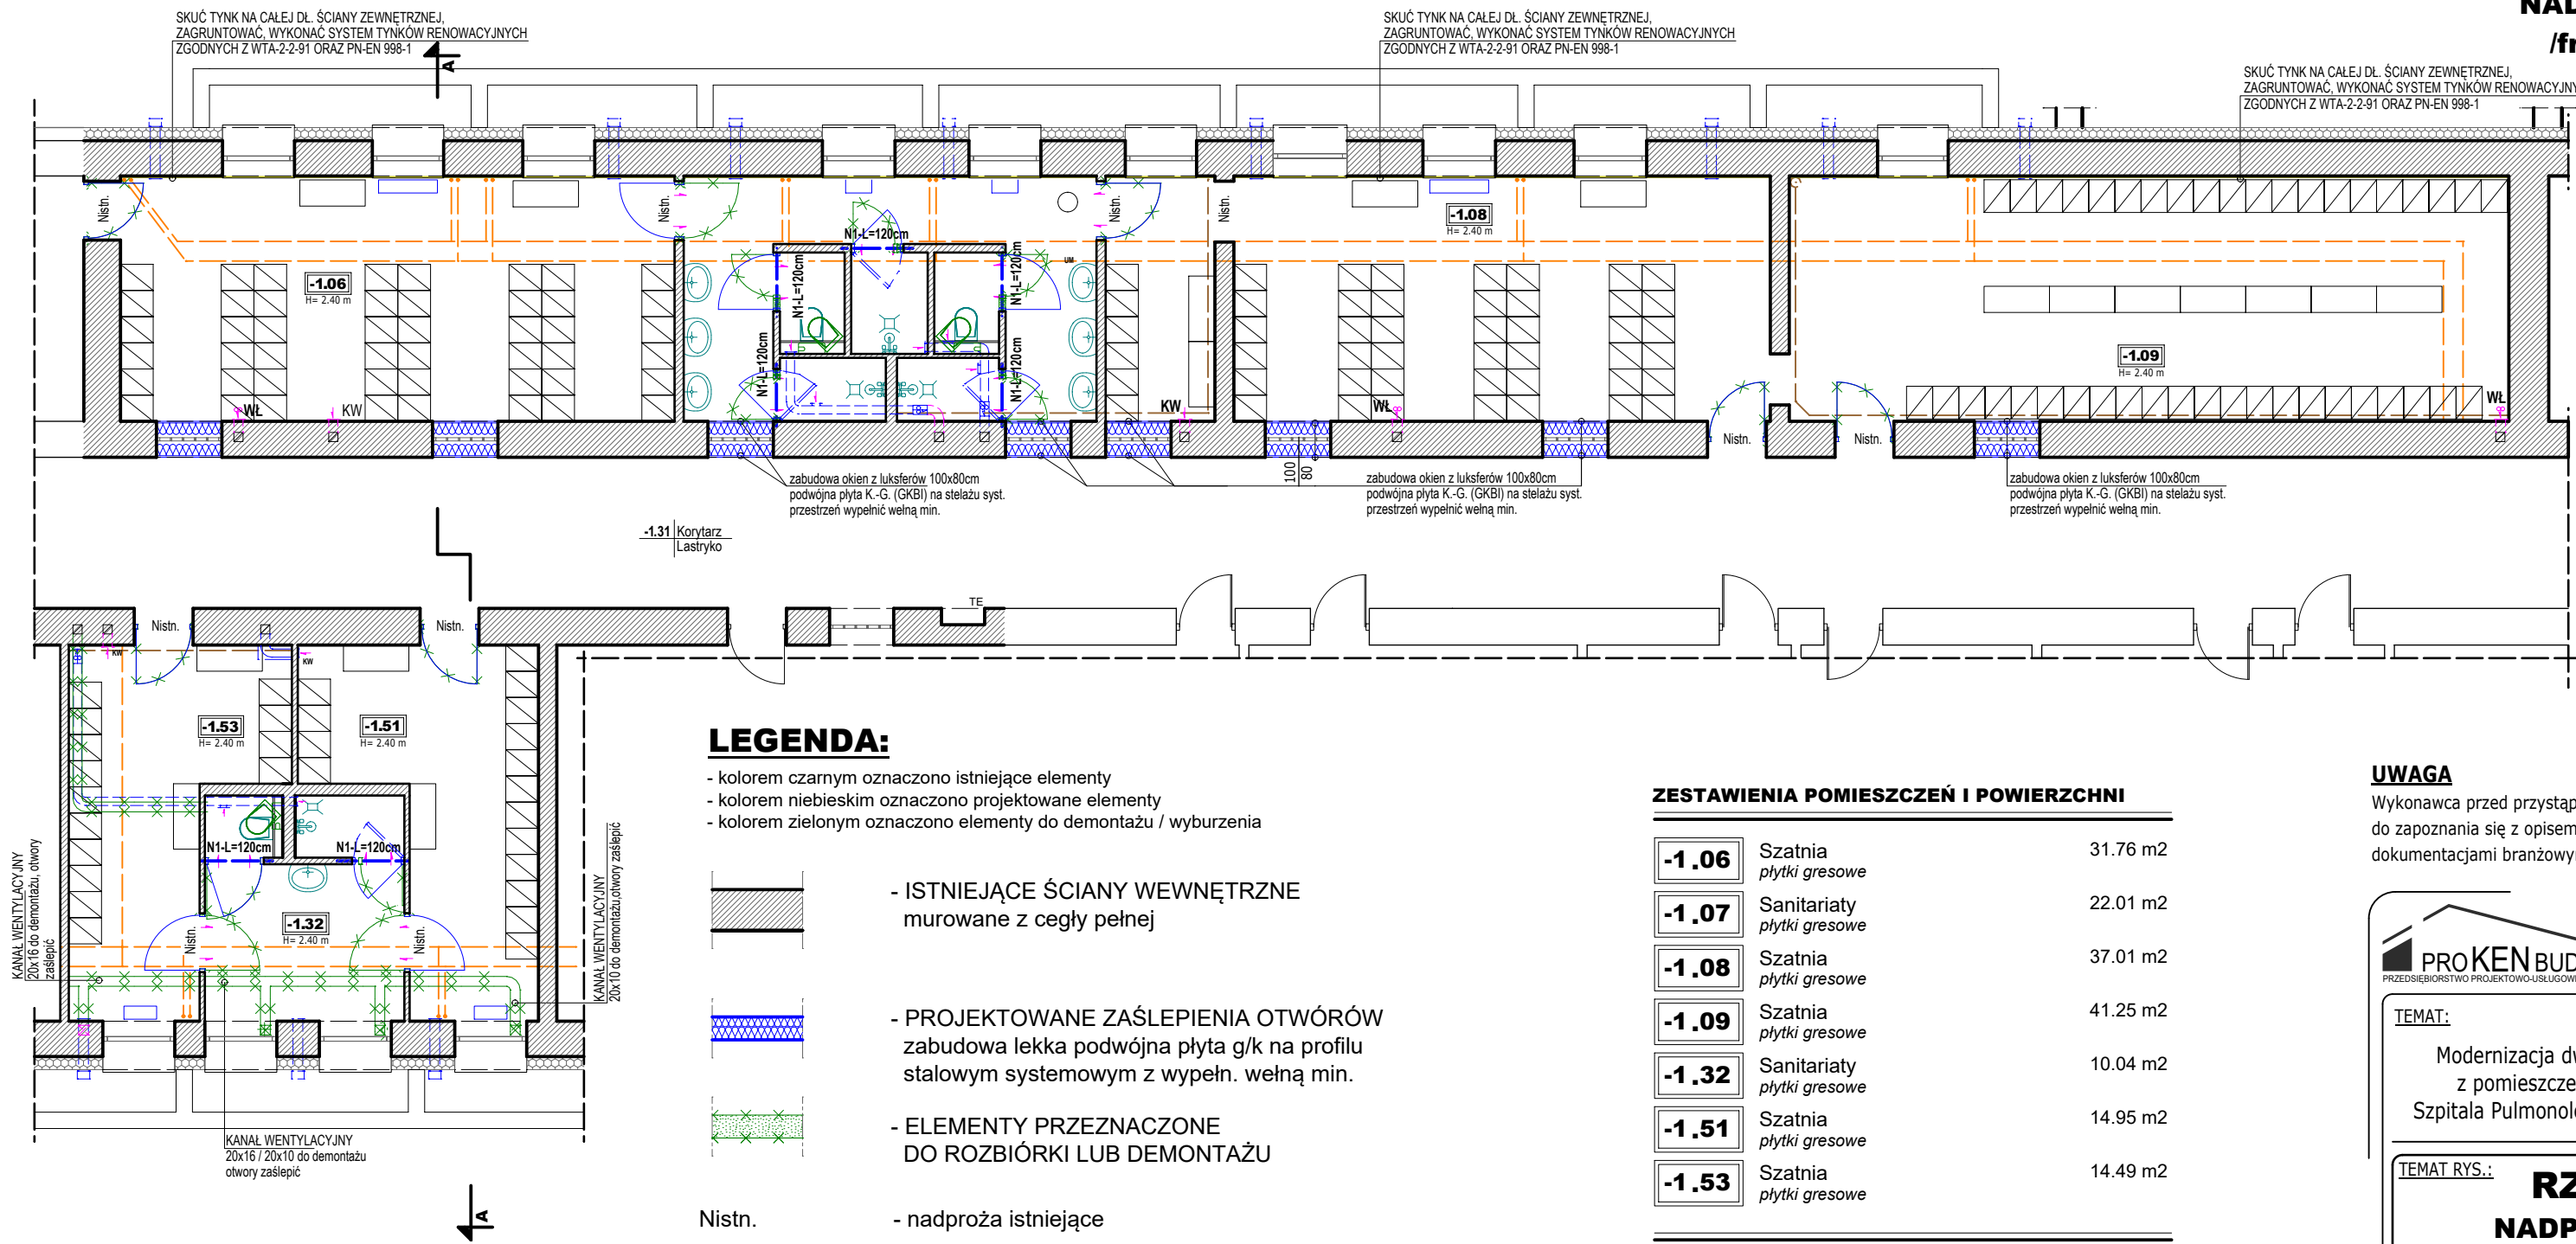 SKUĆ TYNK NA CAŁEJ DŁ. ŚCIANY ZEWNĘTRZNEJ,
ZAGRUNTOWAĆ, WYKONAĆ SYSTEM TYNKÓW RENOWACYJNYCH
ZGODNYCH Z WTA-2-2-91 ORAZ PN-EN 998-1
A
SKUĆ TYNK NA CAŁEJ DŁ. ŚCIANY ZEWNĘTRZNEJ,
ZAGRUNTOWAĆ, WYKONAĆ SYSTEM TYNKÓW RENOWACYJNYCH
ZGODNYCH Z WTA-2-2-91 ORAZ PN-EN 998-1
/fr
SKUĆ TYNK NA CAŁEJ DŁ. ŚCIANY ZEWNĘTRZNEJ,
ZAGRUNTOWAĆ, WYKONAĆ SYSTEM TYNKÓW RENOWACYJN
ZGODNYCH Z WTA-2-2-91 ORAZ PN-EN 998-1
Nistn.
Nistn.
Nistn.
Nistn.
-1.06
H= 2.40 m
N1-L=120cm
N1-L=120cm
N1-L=120cm
N1-L=120cm
N1-L=120cm
UM
-1.08
H= 2.40 m
-1.09
H= 2.40 m
WŁ
KW
KW
WŁ
WŁ
Nistn.
Nistn.
100
80
zabudowa okien z luksferów 100x80cm
podwójna płyta K.-G. (GKBI) na stelażu syst.
przestrzeń wypełnić wełną min.
zabudowa okien z luksferów 100x80cm
podwójna płyta K.-G. (GKBI) na stelażu syst.
przestrzeń wypełnić wełną min.
zabudowa okien z luksferów 100x80cm
podwójna płyta K.-G. (GKBI) na stelażu syst.
przestrzeń wypełnić wełną min.
-1.31 Korytarz
Lastryko
TE
Nistn.
Nistn.
KW
KW
-1.53
H= 2.40 m
-1.51
H= 2.40 m
N1-L=120cm
N1-L=120cm
-1.32
H= 2.40 m
Nistn.
Nistn.
KANAŁ WENTYLACYJNY
20x16 do demontażu, otwory
zaślepić
KANAŁ WENTYLACYJNY
20x10 do demontażu,otwory zaślepić
KANAŁ WENTYLACYJNY
20x16 / 20x10 do demontażu
otwory zaślepić
A
LEGENDA:
- kolorem czarnym oznaczono istniejące elementy
- kolorem niebieskim oznaczono projektowane elementy
- kolorem zielonym oznaczono elementy do demontażu / wyburzenia
- ISTNIEJĄCE ŚCIANY WEWNĘTRZNE
murowane z cegły pełnej
- PROJEKTOWANE ZAŚLEPIENIA OTWÓRÓW
zabudowa lekka podwójna płyta g/k na profilu
stalowym systemowym z wypełn. wełną min.
- ELEMENTY PRZEZNACZONE
DO ROZBIÓRKI LUB DEMONTAŻU
Nistn. - nadproża istniejące
ZESTAWIENIA POMIESZCZEŃ I POWIERZCHNI
-1.06 Szatnia 31.76 m2
płytki gresowe
-1.07 Sanitariaty 22.01 m2
płytki gresowe
-1.08 Szatnia 37.01 m2
płytki gresowe
-1.09 Szatnia 41.25 m2
płytki gresowe
-1.32 Sanitariaty 10.04 m2
płytki gresowe
-1.51 Szatnia 14.95 m2
płytki gresowe
-1.53 Szatnia 14.49 m2
płytki gresowe
UWAGA
Wykonawca przed przystąp
do zapoznania się z opisem
dokumentacjami branżowy
PROKENBUD
PRZEDSIĘBIORSTWO PROJEKTOWO-USŁUGOW
TEMAT:
Modernizacja dw
z pomieszcze
Szpitala Pulmonol
TEMAT RYS.:
RZ
NADP